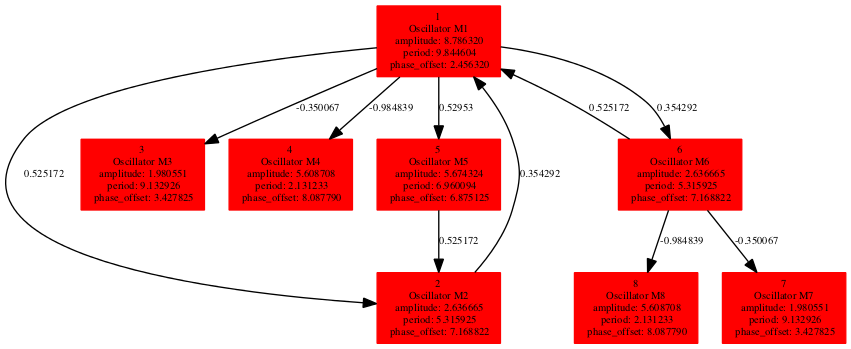 1
Oscillator M1
amplitude: 8.786320
period: 9.844604
phase_offset: 2.456320
-0.350067
-0.984839
0.52953
0.525172
0.354292
3
Oscillator M3
amplitude: 1.980551
period: 9.132926
phase_offset: 3.427825
4
Oscillator M4
amplitude: 5.608708
period: 2.131233
phase_offset: 8.087790
5
Oscillator M5
amplitude: 5.674324
period: 6.960094
phase_offset: 6.875125
6
Oscillator M6
amplitude: 2.636665
period: 5.315925
phase_offset: 7.168822
0.525172
0.354292
0.525172
-0.984839
-0.350067
2
Oscillator M2
amplitude: 2.636665
period: 5.315925
phase_offset: 7.168822
8
Oscillator M8
amplitude: 5.608708
period: 2.131233
phase_offset: 8.087790
7
Oscillator M7
amplitude: 1.980551
period: 9.132926
phase_offset: 3.427825